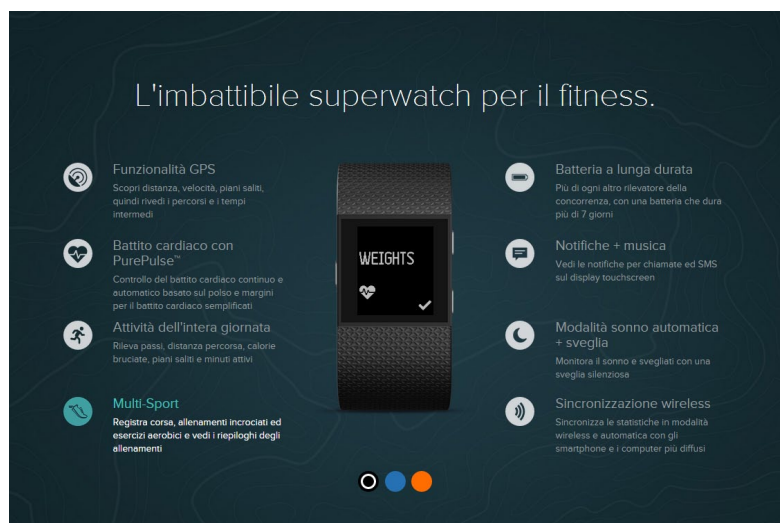 L'imbattibile superwatch per il fitness.
Funzionalità GPS
Scopri distanza, velocità, piani saliti,
quindi rivedi i percorsi e i tempi
intermedi
Battito cardiaco con
PurePulse™
Controllo del battito cardiaco continuo e
automatico basato sul polso e margini
per il battito cardiaco semplificati
Attività dell'intera giornata
Rileva passi, distanza percorsa, calorie
bruciate, piani saliti e minuti attivi
Multi-Sport
Registra corsa, allenamenti incrociati ed
esercizi aerobici e vedi i riepiloghi degli
allenamenti
WEIGHTS
Batteria a lunga durata
Più di ogni altro rilevatore della
concorrenza, con una batteria che dura
più di 7 giorni
Notifiche + musica
Vedi le notifiche per chiamate ed SMS
sul display touchscreen
Modalità sonno automatica
+ sveglia
Monitora il sonno e svegliati con una
sveglia silenziosa
Sincronizzazione wireless
Sincronizza le statistiche in modalità
wireless e automatica con gli
smartphone e i computer più diffusi